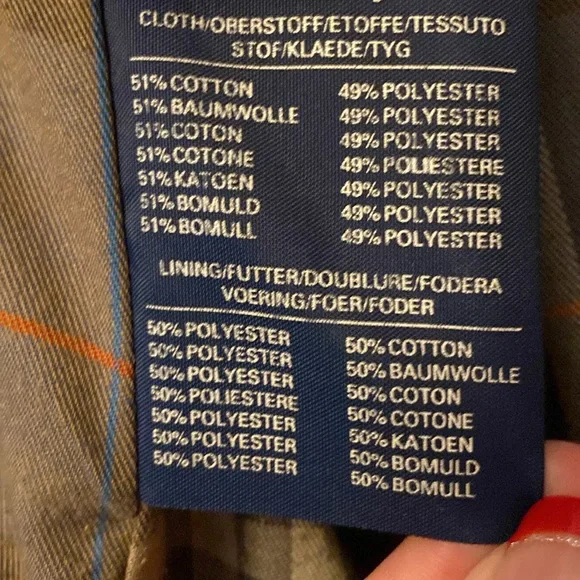 CLOTH/OBERSTOFF/ETOFFE/TESSUTO
STOF/KLAEDE/TYG
51% COTTON 49% POLYESTER
51% BAUMWOLLE 49% POLYESTER
51% COTON 49% POLYESTER
51% COTONE 49% POLIESTERE
51% KATOEN 49% POLYESTER
51% BOMULD 49% POLYESTER
51% BOMULL 49% POLYESTER
LINING/FUTTER/DOUBLURE/FODERA
VOERING/FOER/FODER
50% POLYESTER 50% COTTON
50% POLYESTER 50% BAUMWOLLE
50% POLYESTER 50% COTON
50% POLIESTERE 50% COTONE
50% POLYESTER 50% KATOEN
50% POLYESTER 50% BOMULD
50% POLYESTER 50% BOMULL